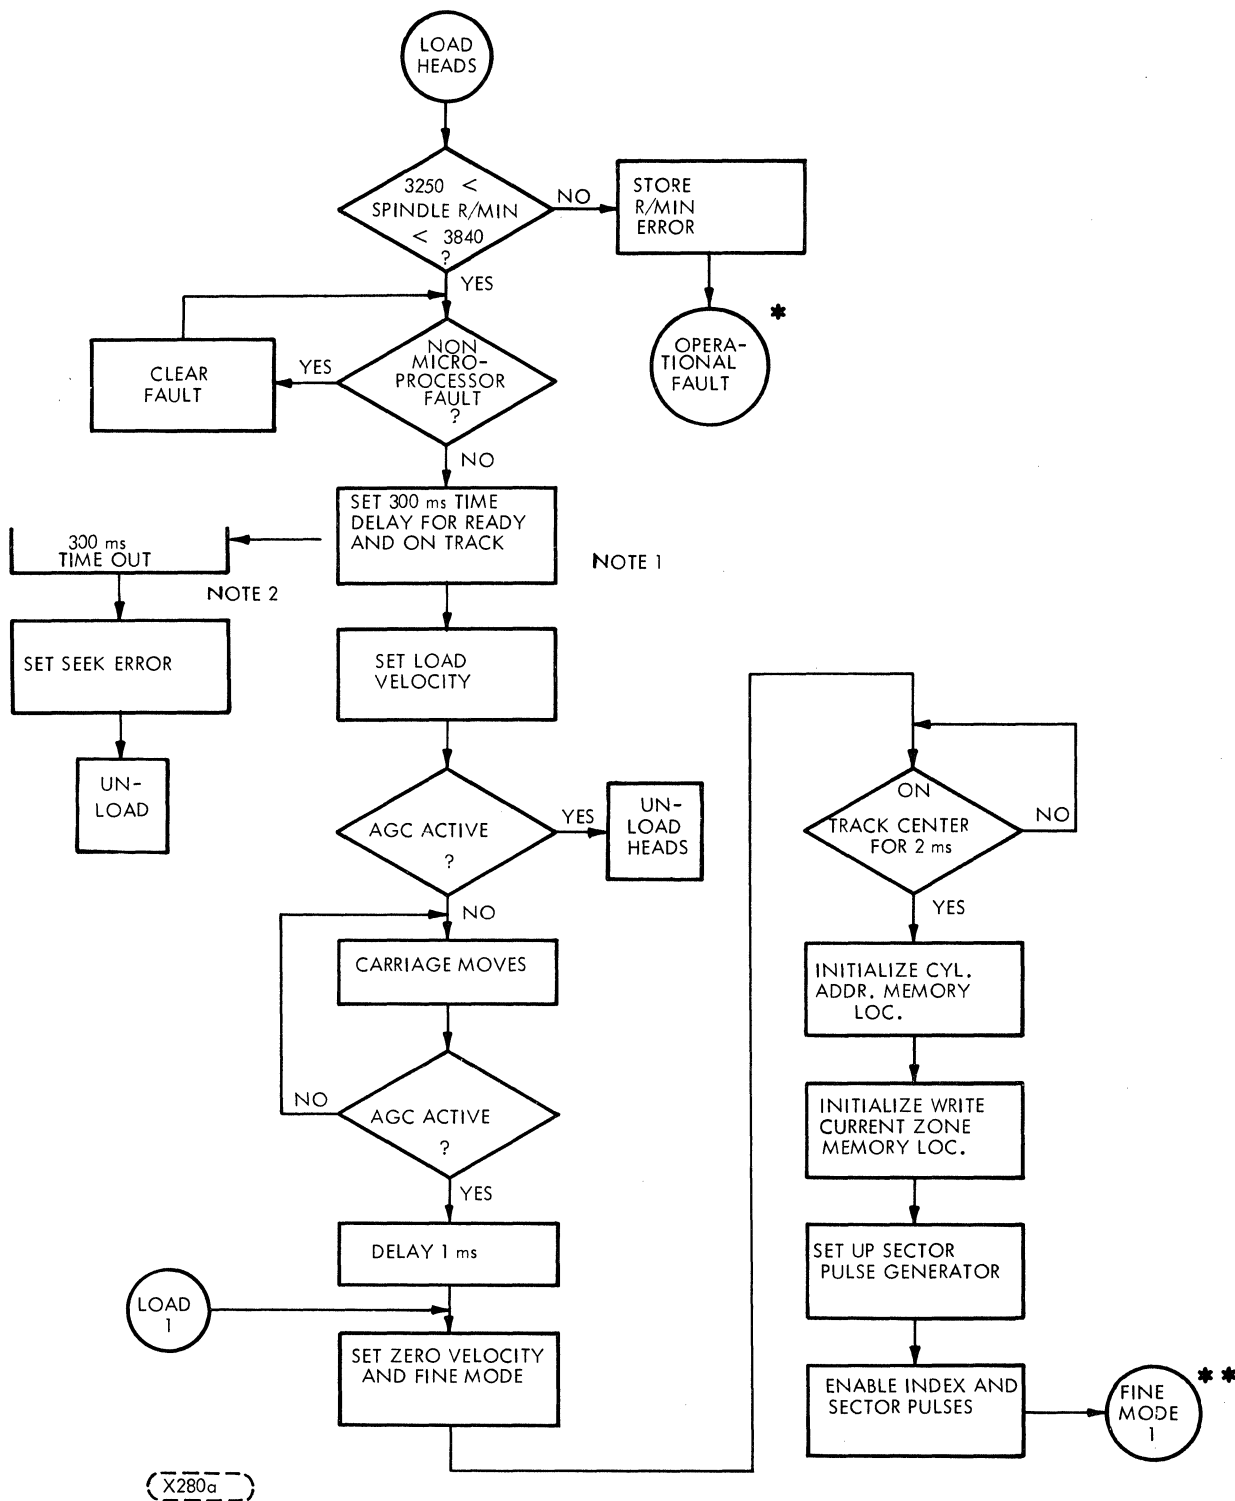 LOAD
HEADS
3250 <
SPINDLE R/MIN
< 3840
?
NO
STORE
R/MIN
ERROR
YES
*
OPERA-
TIONAL
FAULT
NON
MICRO-
PROCESSOR
FAULT
?
YES
CLEAR
FAULT
NO
SET 300 ms TIME
DELAY FOR READY
AND ON TRACK
NOTE 1
300 ms
TIME OUT
NOTE 2
SET SEEK ERROR
UN-
LOAD
SET LOAD
VELOCITY
AGC ACTIVE
?
YES
UN-
LOAD
HEADS
NO
CARRIAGE MOVES
AGC ACTIVE
?
NO
YES
DELAY 1 ms
LOAD
1
SET ZERO VELOCITY
AND FINE MODE
ON
TRACK CENTER
FOR 2 ms
NO
YES
INITIALIZE CYL.
ADDR. MEMORY
LOC.
INITIALIZE WRITE
CURRENT ZONE
MEMORY LOC.
SET UP SECTOR
PULSE GENERATOR
ENABLE INDEX AND
SECTOR PULSES
FINE
MODE
1
**
X280a